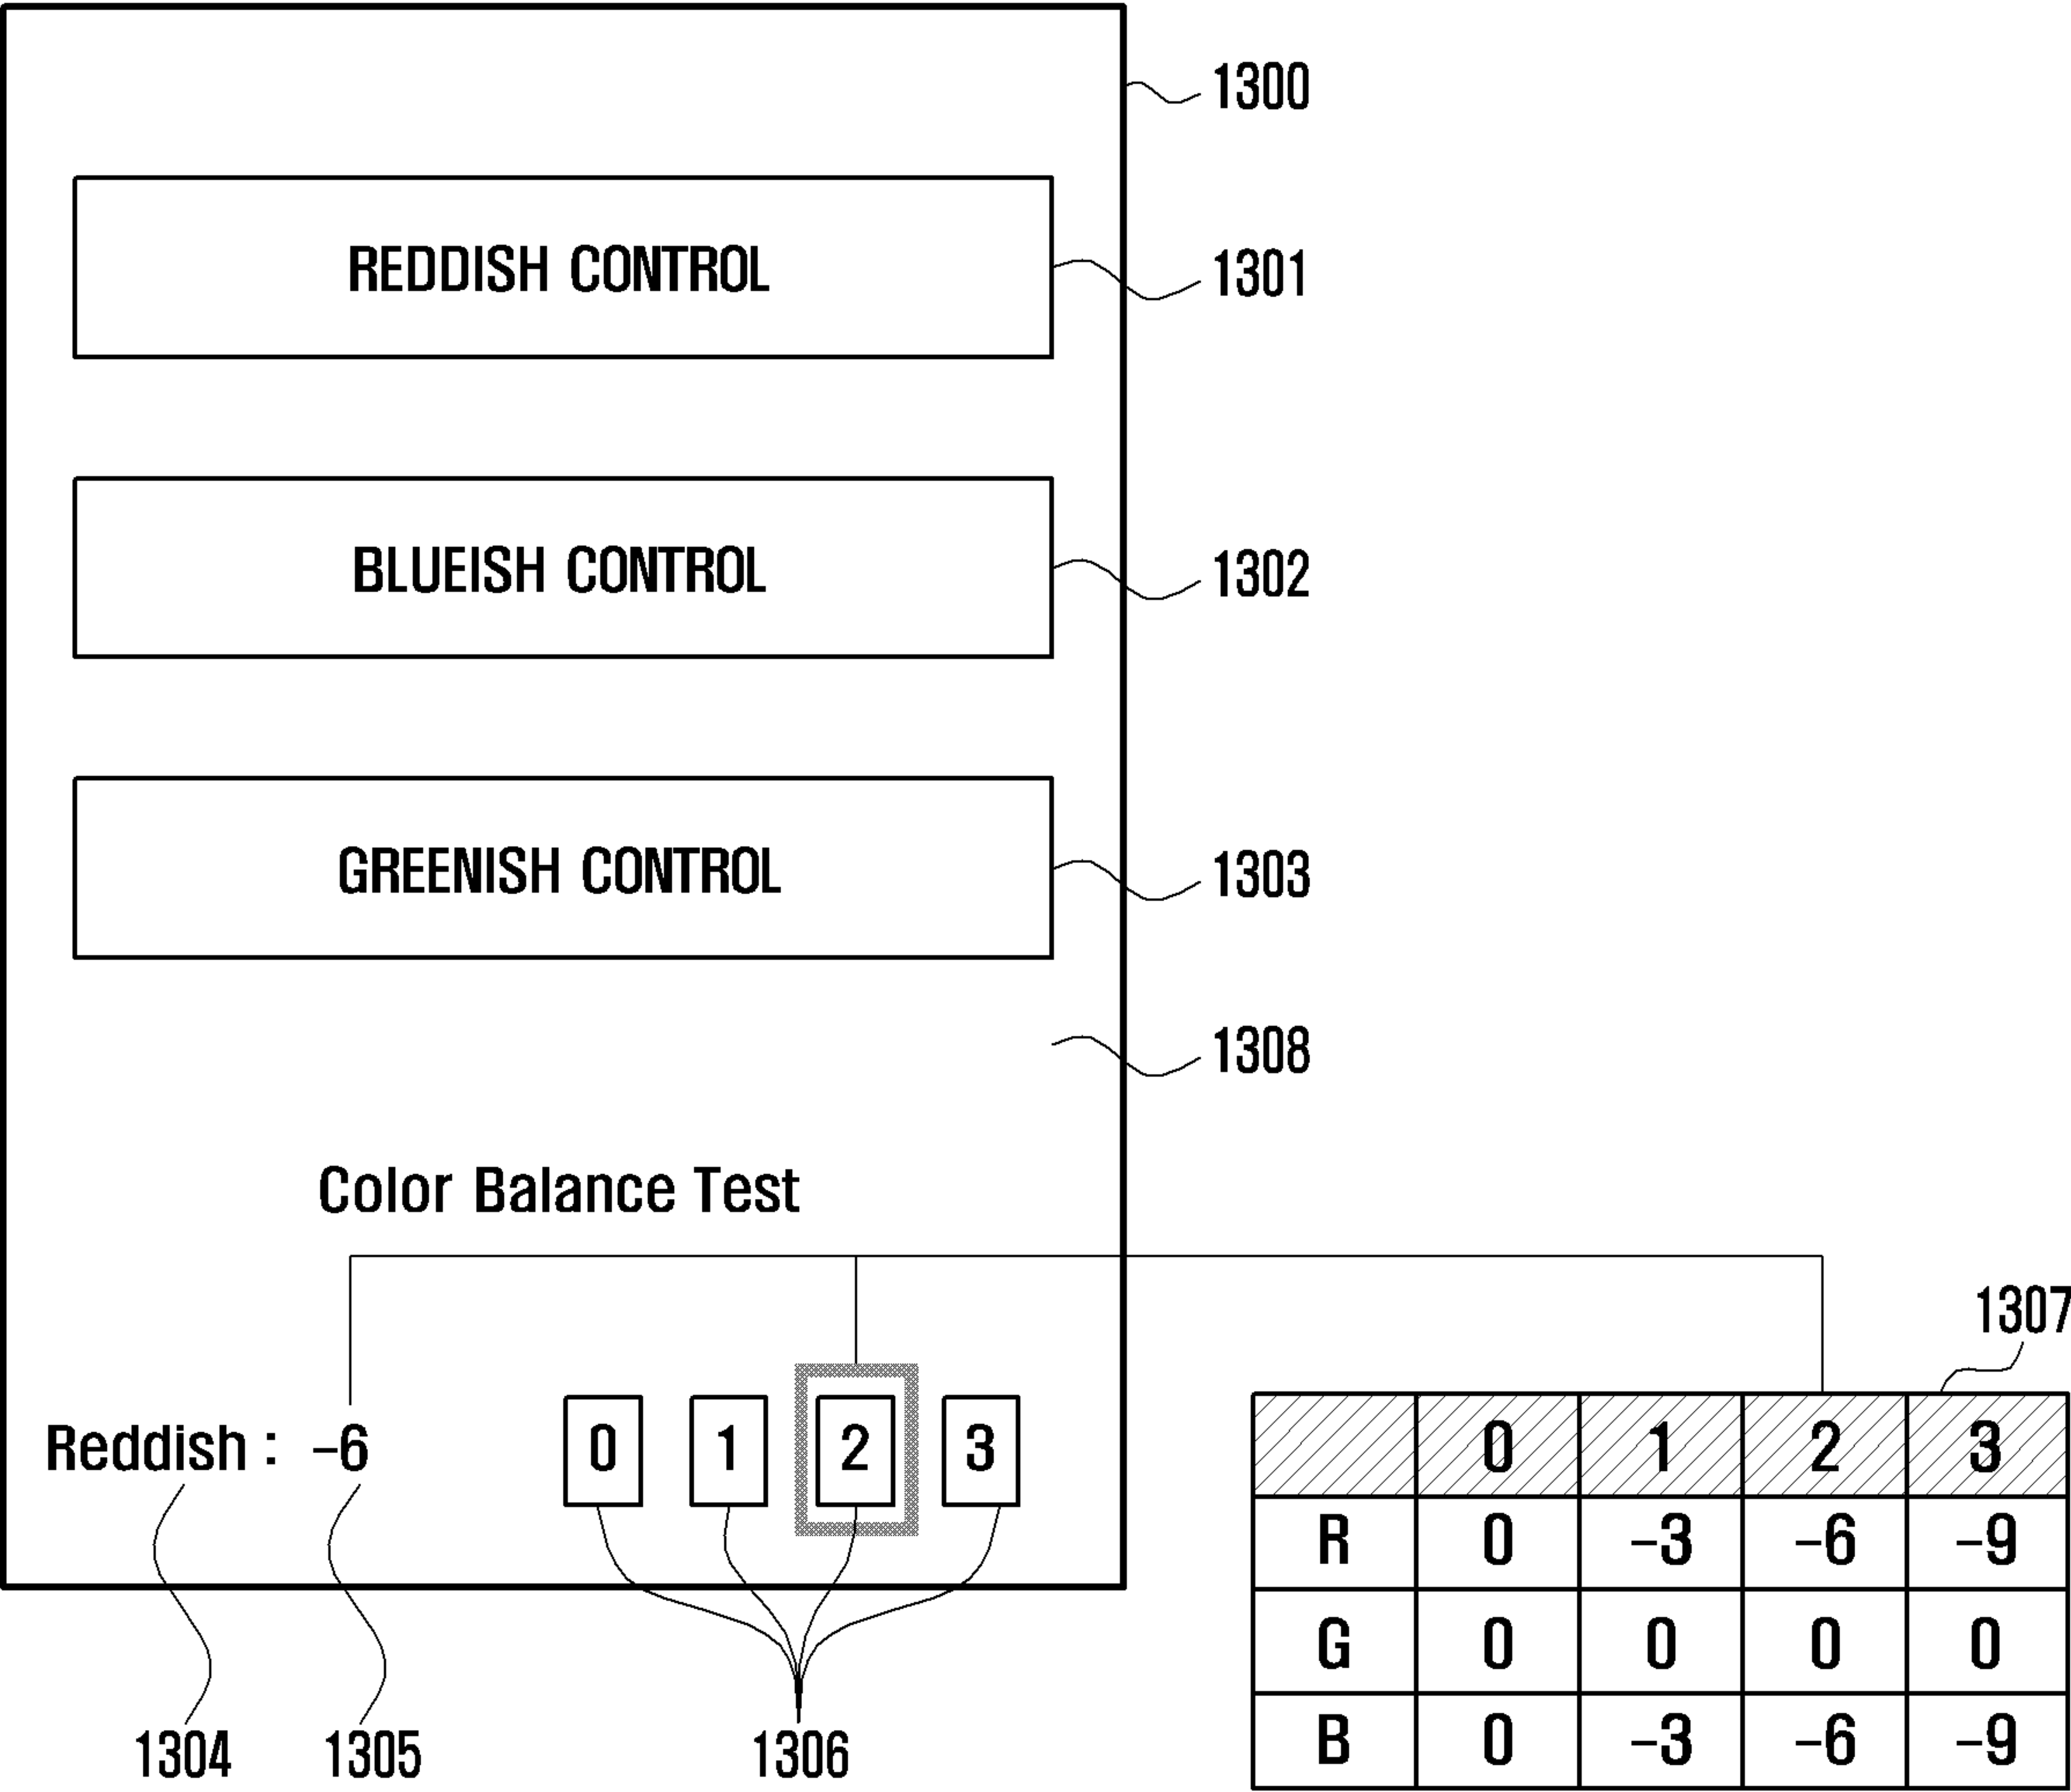 1300
REDDISH CONTROL
1301
BLUEISH CONTROL
1302
GREENISH CONTROL
1303
1308
Color Balance Test
1307
Reddish : -6 0 1 2 3
0 1 2 3
R 0 -3 -6 -9
G 0 0 0 0
B 0 -3 -6 -9
1304 1305 1306